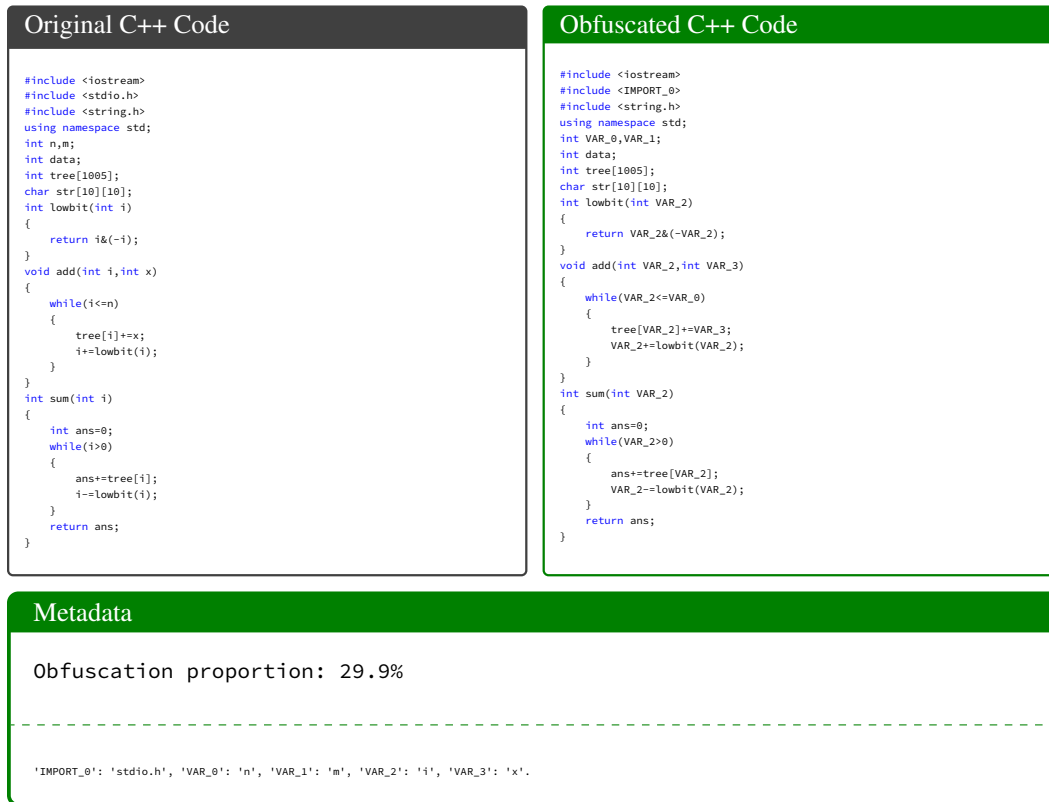 Original C++ Code
#include <iostream>
#include <stdio.h>
#include <string.h>
using namespace std;
int n,m;
int data;
int tree[1005];
char str[10][10];
int lowbit(int i)
{
    return i&(-i);
}
void add(int i,int x)
{
    while(i<=n)
    {
        tree[i]+=x;
        i+=lowbit(i);
    }
}
int sum(int i)
{
    int ans=0;
    while(i>0)
    {
        ans+=tree[i];
        i-=lowbit(i);
    }
    return ans;
}
Obfuscated C++ Code
#include <iostream>
#include <IMPORT_0>
#include <string.h>
using namespace std;
int VAR_0,VAR_1;
int data;
int tree[1005];
char str[10][10];
int lowbit(int VAR_2)
{
    return VAR_2&(-VAR_2);
}
void add(int VAR_2,int VAR_3)
{
    while(VAR_2<=VAR_0)
    {
        tree[VAR_2]+=VAR_3;
        VAR_2+=lowbit(VAR_2);
    }
}
int sum(int VAR_2)
{
    int ans=0;
    while(VAR_2>0)
    {
        ans+=tree[VAR_2];
        VAR_2-=lowbit(VAR_2);
    }
    return ans;
}
Metadata
Obfuscation proportion: 29.9%
'IMPORT_0': 'stdio.h', 'VAR_0': 'n', 'VAR_1': 'm', 'VAR_2': 'i', 'VAR_3': 'x'.